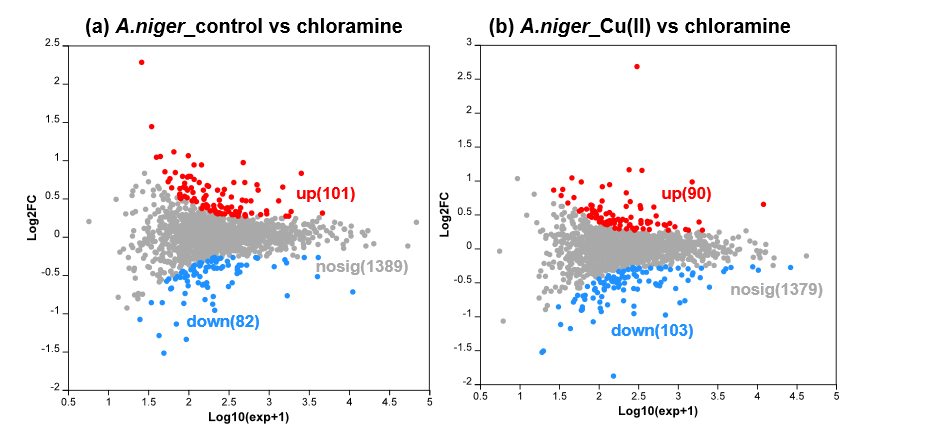 (a) A.niger_control vs chloramine
2.5
2
1.5
1
0.5
0
-0.5
-1
-1.5
-2
Log2FC
up(101)
nosig(1389)
down(82)
0.5 1 1.5 2 2.5 3 3.5 4 4.5 5
Log10(exp+1)
(b) A.niger_Cu(II) vs chloramine
3
2.5
2
1.5
1
0.5
0
-0.5
-1
-1.5
-2
Log2FC
up(90)
nosig(1379)
down(103)
0.5 1 1.5 2 2.5 3 3.5 4 4.5 5
Log10(exp+1)